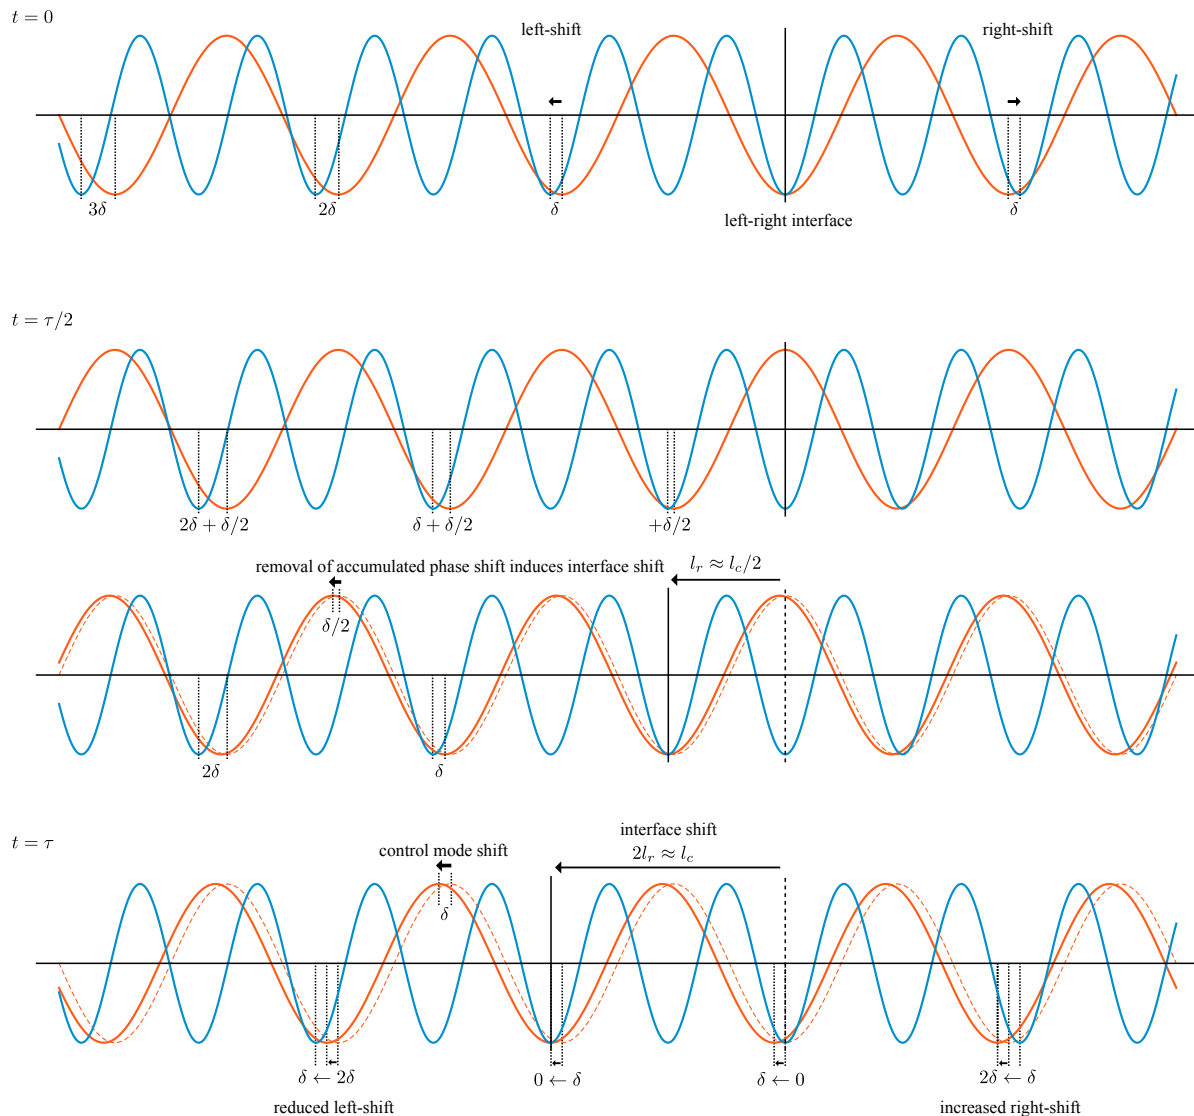 t = 0
left-shift
right-shift
3δ
2δ
δ
δ
left-right interface
t = τ/2
2δ + δ/2
δ + δ/2
+δ/2
removal of accumulated phase shift induces interface shift
l_r ≈ l_c/2
δ/2
2δ
δ
t = τ
interface shift
control mode shift
2l_r ≈ l_c
δ
δ ← 2δ
0 ← δ
δ ← 0
2δ ← δ
reduced left-shift
increased right-shift